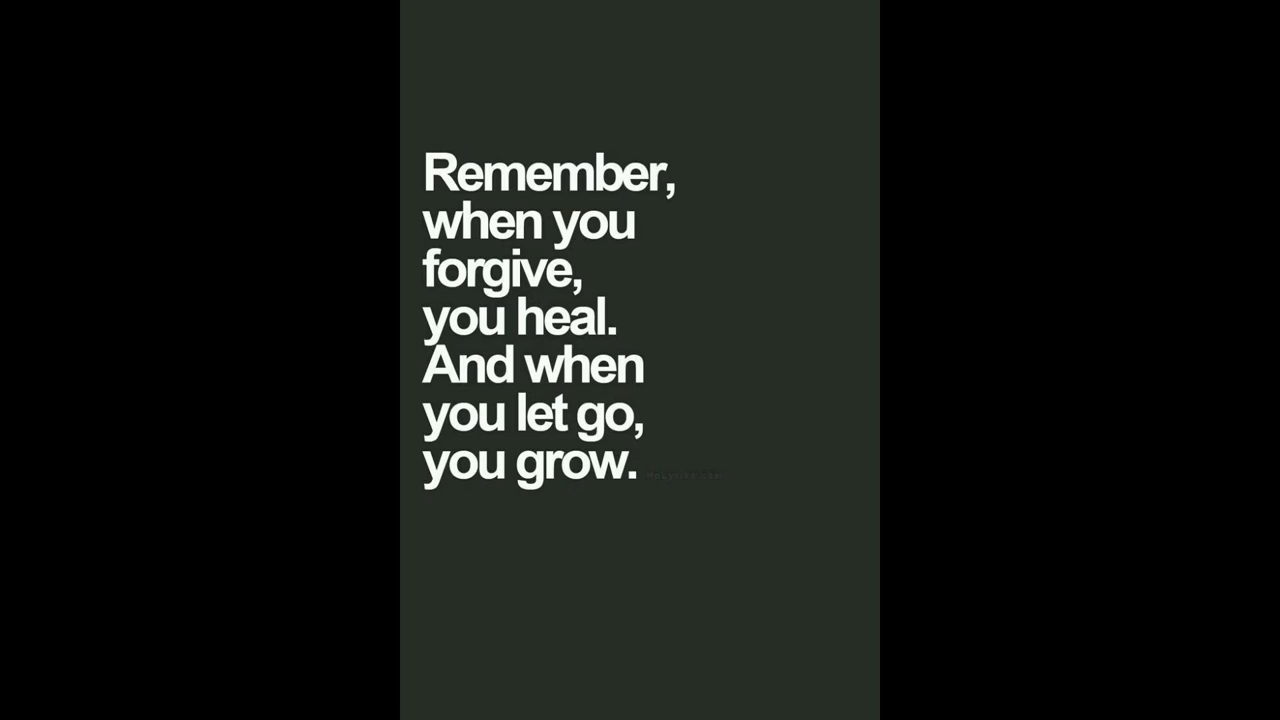 Remember,
when you
forgive,
you heal.
And when
you let go,
you grow.